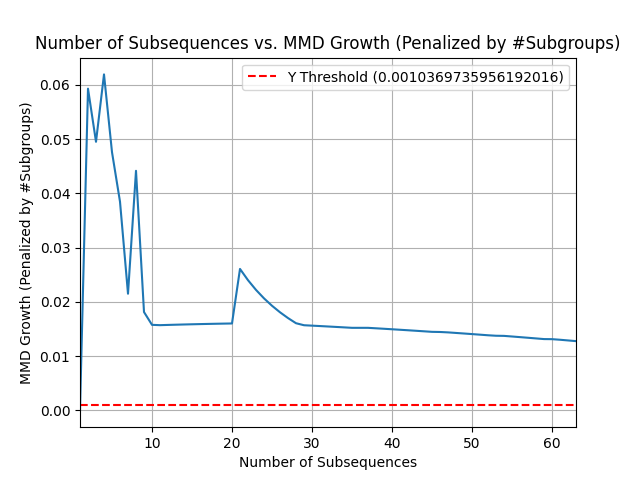 Number of Subsequences vs. MMD Growth (Penalized by #Subgroups)
Y Threshold (0.0010369735956192016)
MMD Growth (Penalized by #Subgroups)
0.06
0.05
0.04
0.03
0.02
0.01
0.00
10 20 30 40 50 60
Number of Subsequences